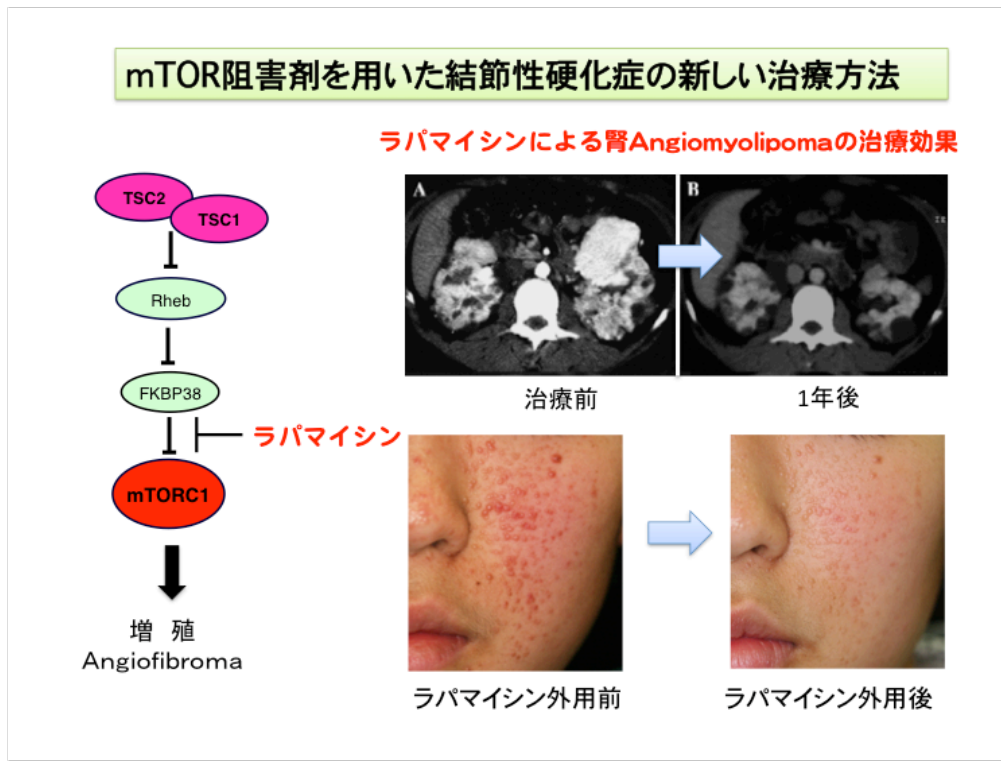 mTOR阻害剤を用いた結節性硬化症の新しい治療方法
ラパマイシンによる腎Angiomyolipomaの治療効果
TSC2
TSC1
Rheb
FKBP38
ラパマイシン
mTORC1
増 殖
Angiofibroma
A
B
治療前
1年後
ラパマイシン外用前
ラパマイシン外用後